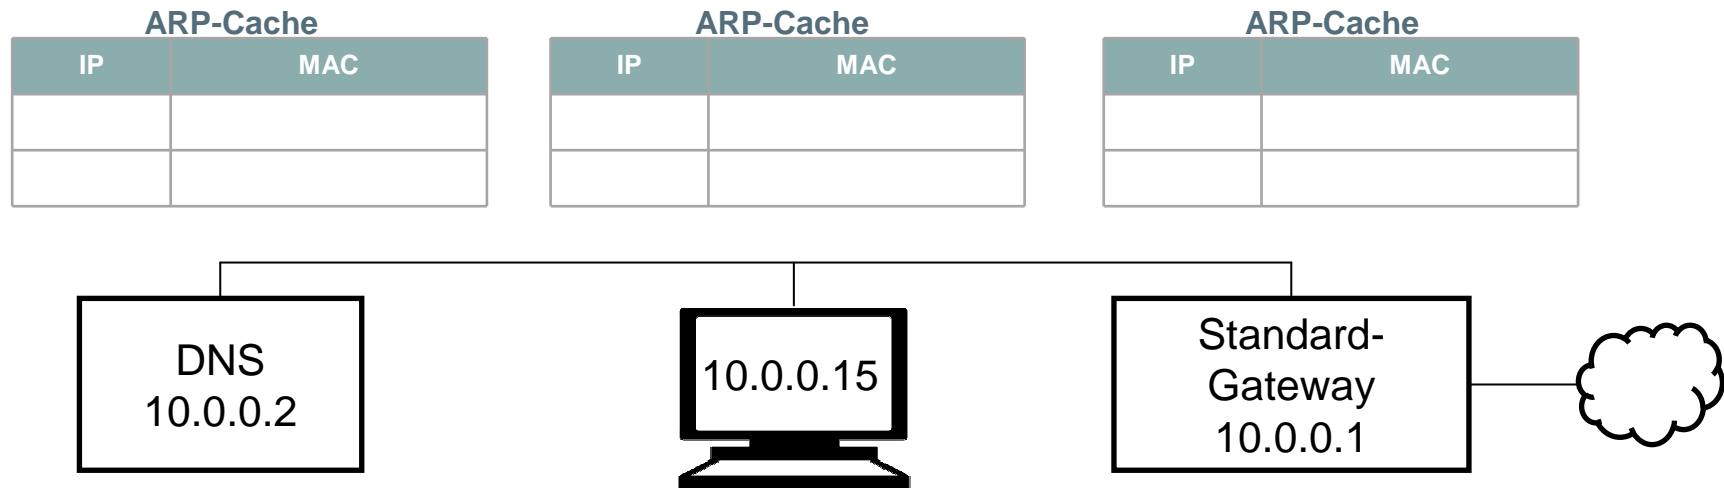 ARP-Cache
IP MAC
ARP-Cache
IP MAC
ARP-Cache
IP MAC
DNS
10.0.0.2
10.0.0.15
Standard-
Gateway
10.0.0.1